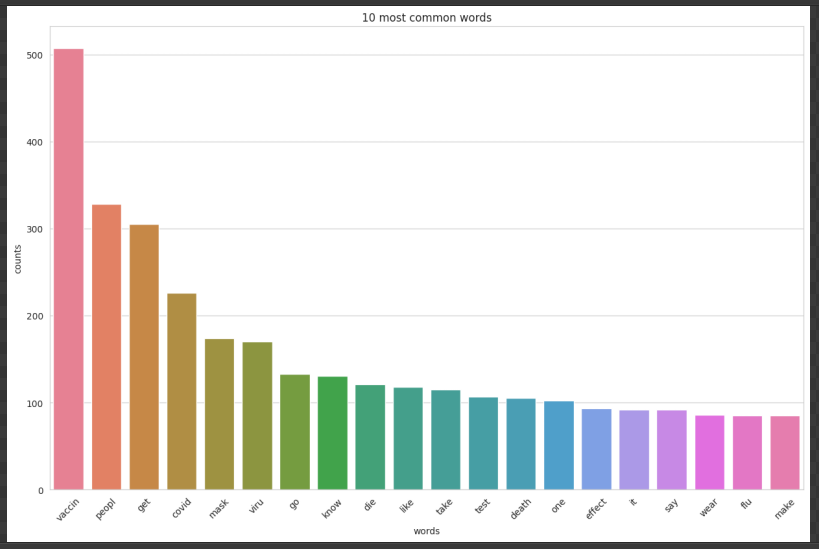 10 most common words
500
400
300
200
100
0
counts
vaccin peopl get covid mask viru go know die like take test death one effect it say wear flu make
words